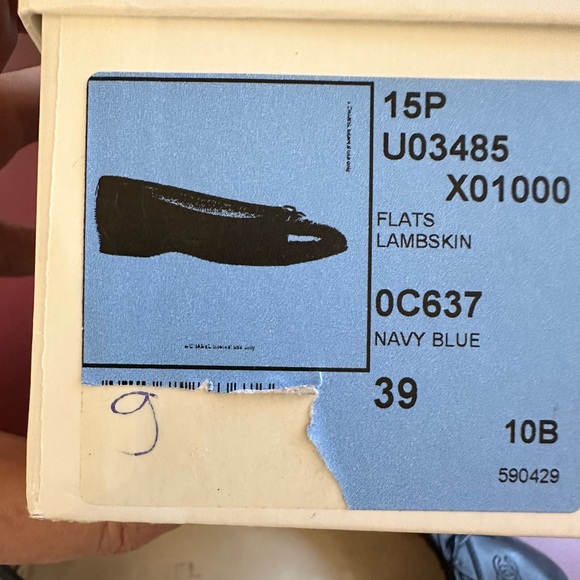 15P
U03485
X01000
FLATS
LAMBSKIN
0C637
NAVY BLUE
39
10B
590429
9